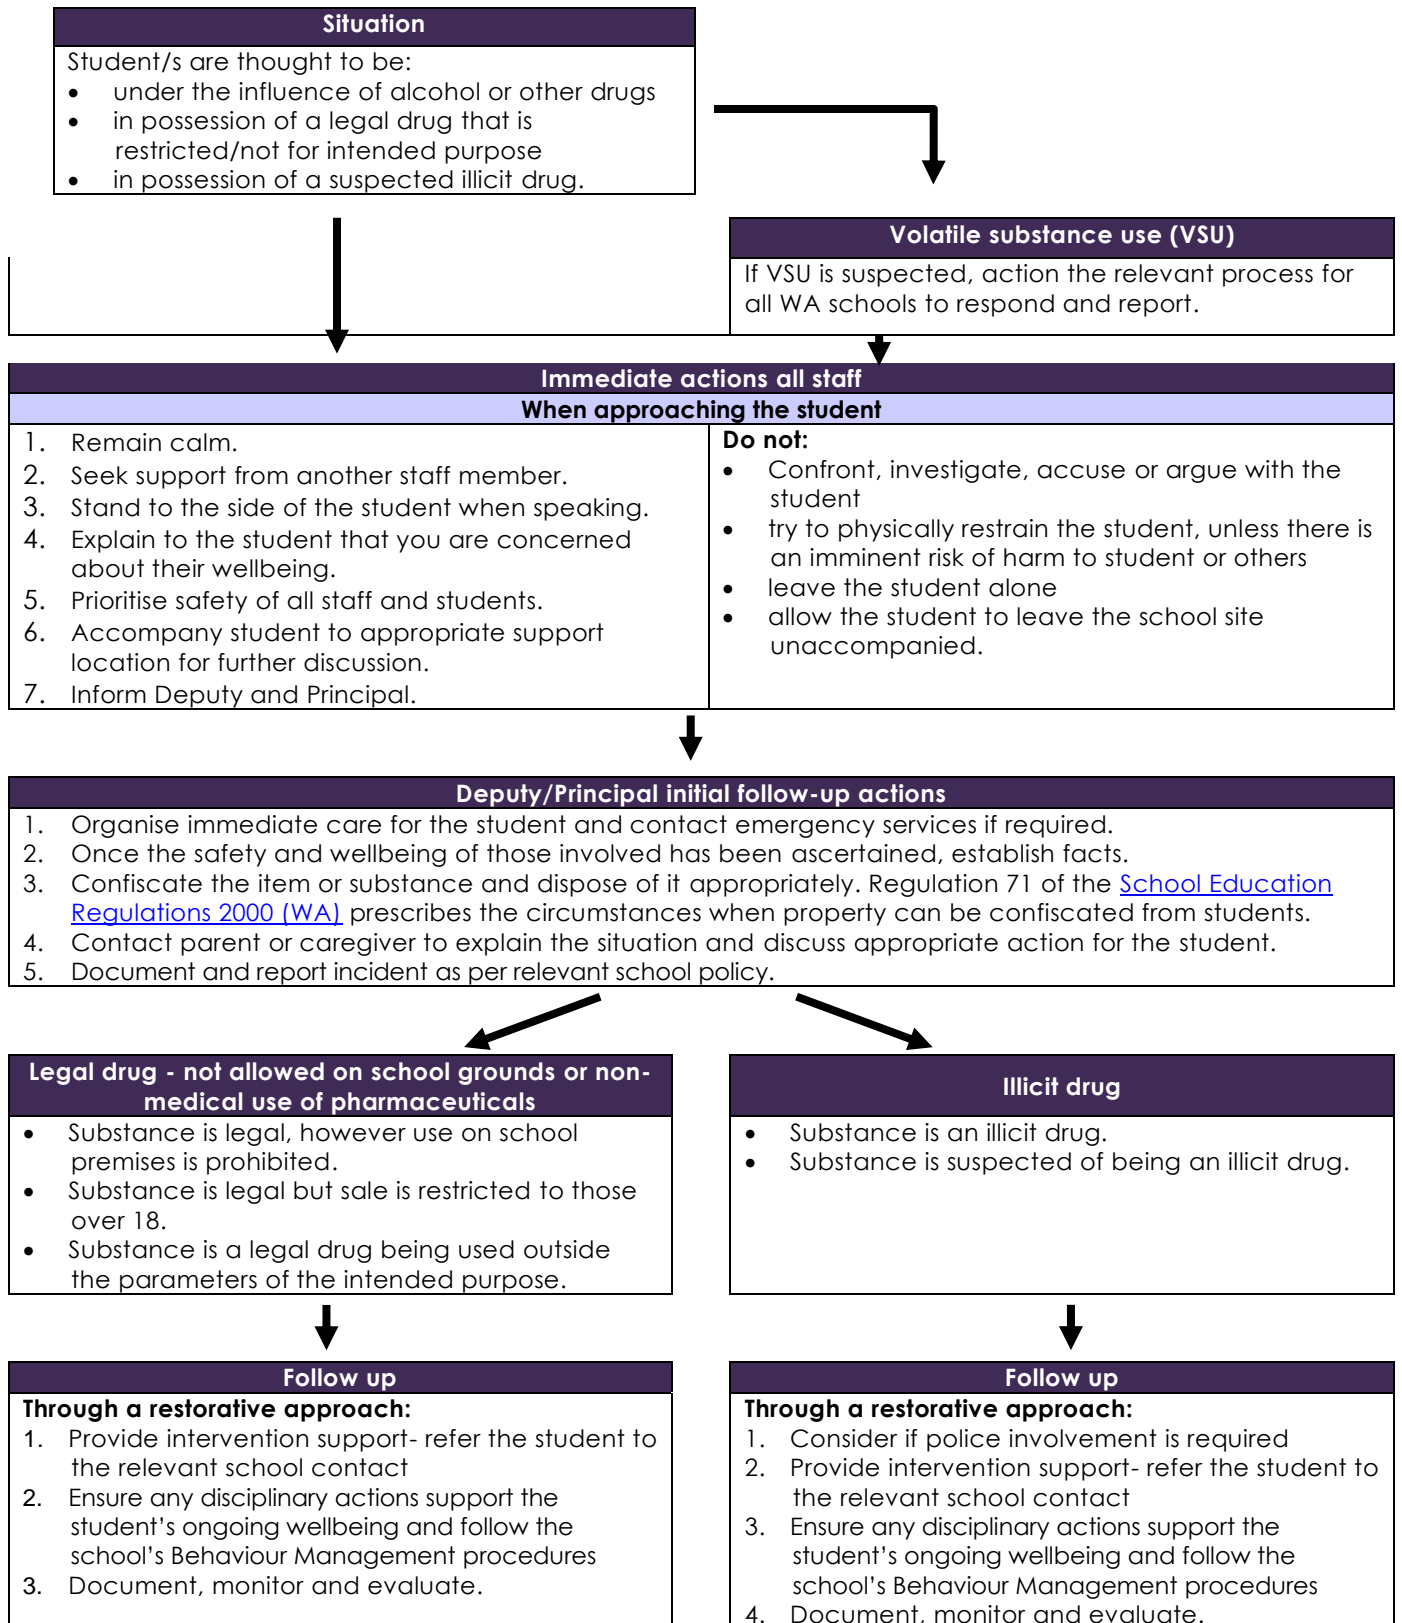 Situation
Student/s are thought to be:
• under the influence of alcohol or other drugs
• in possession of a legal drug that is
restricted/not for intended purpose
• in possession of a suspected illicit drug.
Volatile substance use (VSU)
If VSU is suspected, action the relevant process for
all WA schools to respond and report.
Immediate actions all staff
When approaching the student
1. Remain calm.
2. Seek support from another staff member.
3. Stand to the side of the student when speaking.
4. Explain to the student that you are concerned
about their wellbeing.
5. Prioritise safety of all staff and students.
6. Accompany student to appropriate support
location for further discussion.
7. Inform Deputy and Principal.
Do not:
• Confront, investigate, accuse or argue with the
student
• try to physically restrain the student, unless there is
an imminent risk of harm to student or others
• leave the student alone
• allow the student to leave the school site
unaccompanied.
Deputy/Principal initial follow-up actions
1. Organise immediate care for the student and contact emergency services if required.
2. Once the safety and wellbeing of those involved has been ascertained, establish facts.
3. Confiscate the item or substance and dispose of it appropriately. Regulation 71 of the School Education
Regulations 2000 (WA) prescribes the circumstances when property can be confiscated from students.
4. Contact parent or caregiver to explain the situation and discuss appropriate action for the student.
5. Document and report incident as per relevant school policy.
Legal drug - not allowed on school grounds or non-
medical use of pharmaceuticals
• Substance is legal, however use on school
premises is prohibited.
• Substance is legal but sale is restricted to those
over 18.
• Substance is a legal drug being used outside
the parameters of the intended purpose.
Illicit drug
• Substance is an illicit drug.
• Substance is suspected of being an illicit drug.
Follow up
Through a restorative approach:
1. Provide intervention support- refer the student to
the relevant school contact
2. Ensure any disciplinary actions support the
student’s ongoing wellbeing and follow the
school’s Behaviour Management procedures
3. Document, monitor and evaluate.
Follow up
Through a restorative approach:
1. Consider if police involvement is required
2. Provide intervention support- refer the student to
the relevant school contact
3. Ensure any disciplinary actions support the
student’s ongoing wellbeing and follow the
school’s Behaviour Management procedures
4. Document, monitor and evaluate.